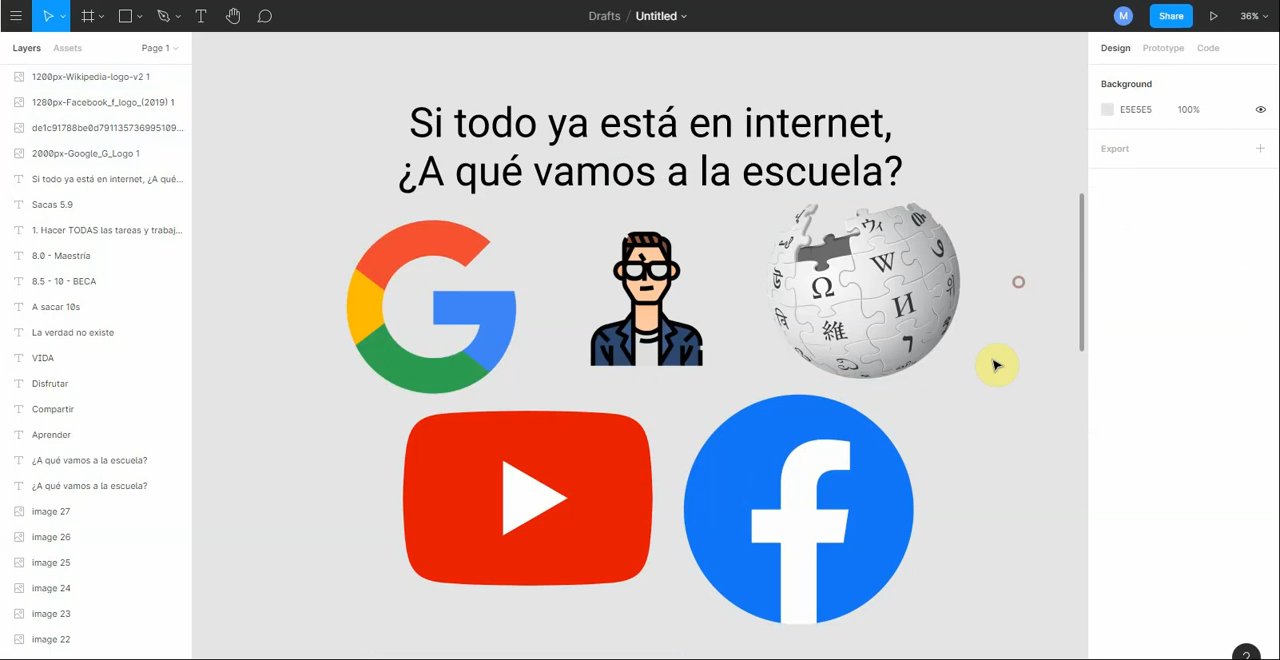 Drafts / Untitled
M
Share
36%
Layers
Assets
Page 1
Design
Prototype
Code
1200px-Wikipedia-logo-v2 1
1280px-Facebook_f_logo_(2019) 1
de1c91788be0d791135736995109...
2000px-Google_G_Logo 1
Si todo ya está en internet, ¿A qué...
Sacas 5.9
1. Hacer TODAS las tareas y trabaj...
8.0 - Maestría
8.5 - 10 - BECA
A sacar 10s
La verdad no existe
VIDA
Disfrutar
Compartir
Aprender
¿A qué vamos a la escuela?
¿A qué vamos a la escuela?
image 27
image 26
image 25
image 24
image 23
image 22
Si todo ya está en internet,
¿A qué vamos a la escuela?
Ω W И
維
Background
E5E5E5 100%
Export
?